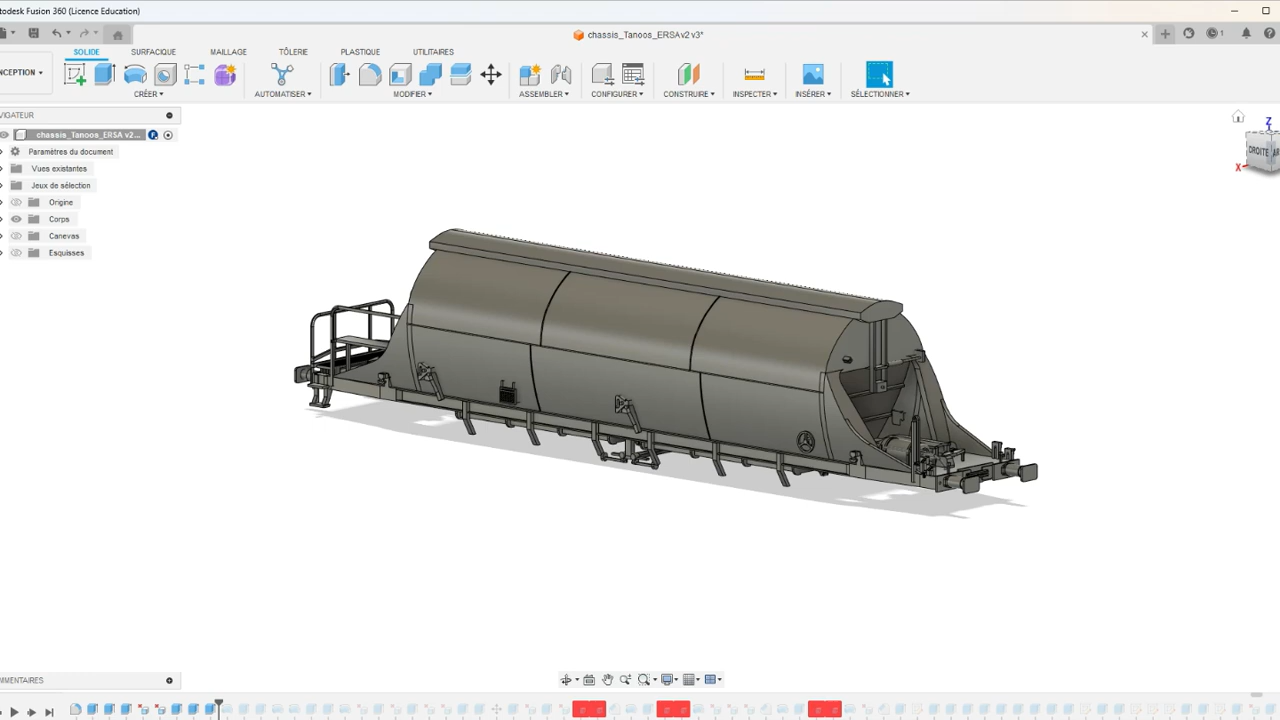 utodesk Fusion 360 (Licence Education)
chassis_Tanoos_ERSAv2 v3*
1
SOLIDE SURFACIQUE MAILLAGE TÔLERIE PLASTIQUE UTILITAIRES
NCEPTION
CRÉER AUTOMATISER MODIFIER ASSEMBLER CONFIGURER CONSTRUIRE INSPECTER INSÉRER SÉLECTIONNER
VIGATEUR
chassis_Tanoos_ERSA v2...
Paramètres du document
Vues existantes
Jeux de sélection
Origine
Corps
Canevas
Esquisses
Z
DROITE AR
X
MMENTAIRES